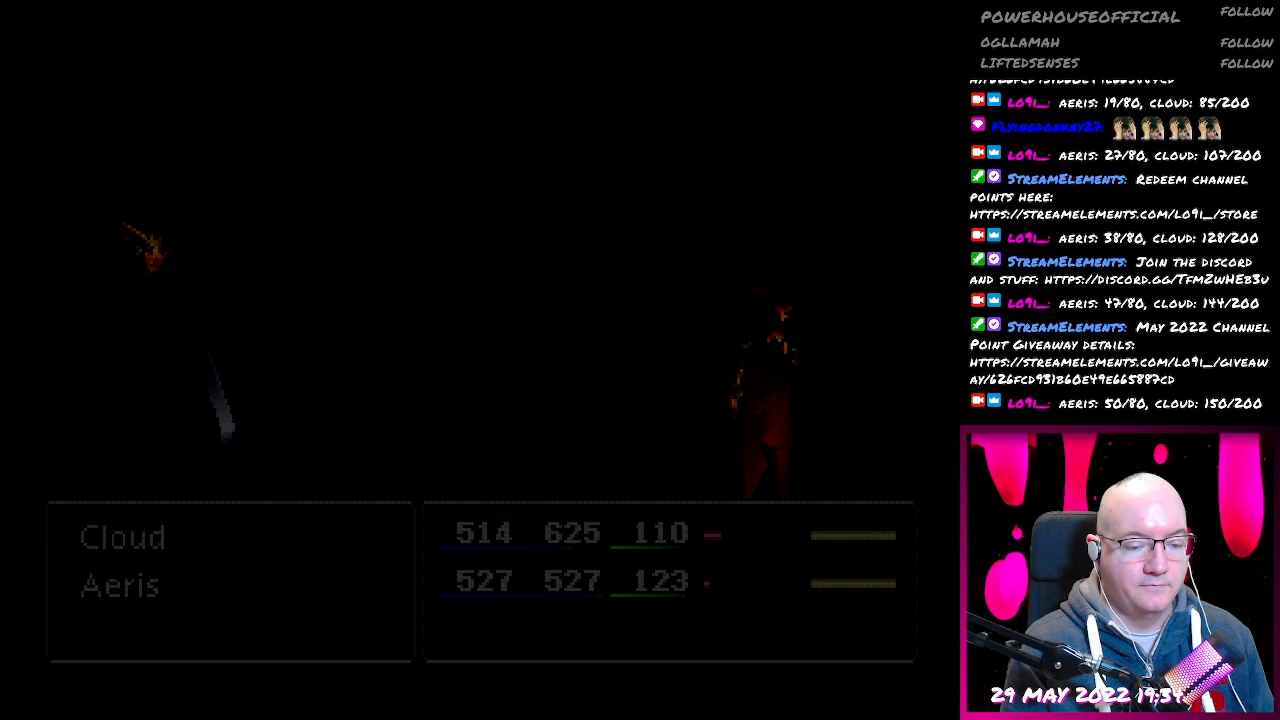 Cloud 514 625 110
Aeris 527 527 123
POWERHOUSEOFFICIAL FOLLOW
OGLLAMAH FOLLOW
LIFTEDSENSES FOLLOW
LO9I_: AERIS: 19/80, CLOUD: 85/200
FLYINGDONKEY27:
LO9I_: AERIS: 27/80, CLOUD: 107/200
STREAMELEMENTS: REDEEM CHANNEL
POINTS HERE:
HTTPS://STREAMELEMENTS.COM/LO9I_/STORE
LO9I_: AERIS: 38/80, CLOUD: 128/200
STREAMELEMENTS: JOIN THE DISCORD
AND STUFF: HTTPS://DISCORD.GG/TFMZWHEB3U
LO9I_: AERIS: 47/80, CLOUD: 144/200
STREAMELEMENTS: MAY 2022 CHANNEL
POINT GIVEAWAY DETAILS:
HTTPS://STREAMELEMENTS.COM/LO9I_/GIVEAW
AY/626FCD931B60E49E665887CD
LO9I_: AERIS: 50/80, CLOUD: 150/200
29 MAY 2022 19:34